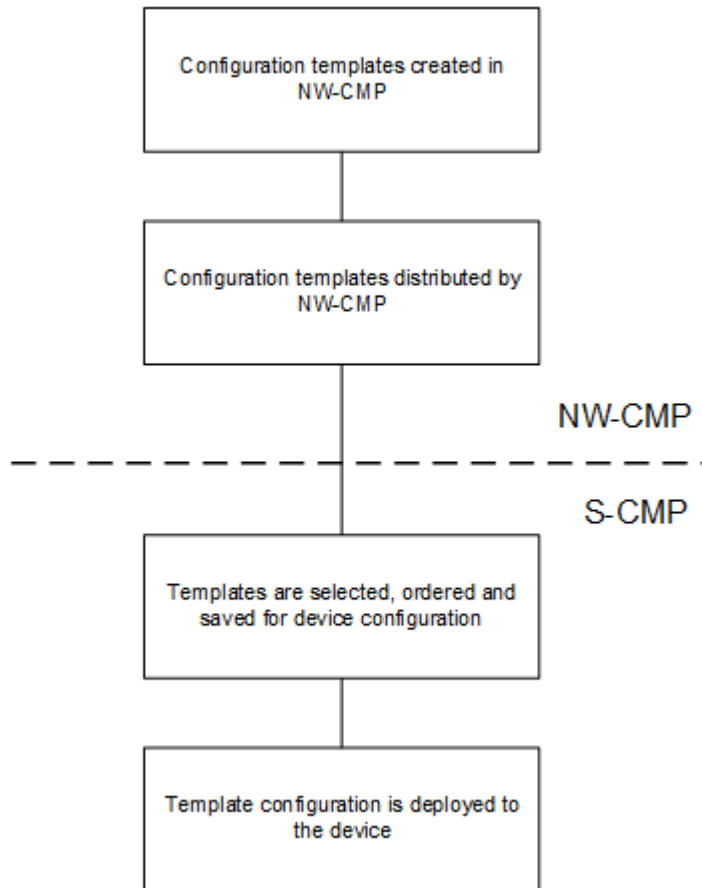 Configuration templates created in
NW-CMP
Configuration templates distributed by
NW-CMP
NW-CMP
S-CMP
Templates are selected, ordered and
saved for device configuration
Template configuration is deployed to
the device